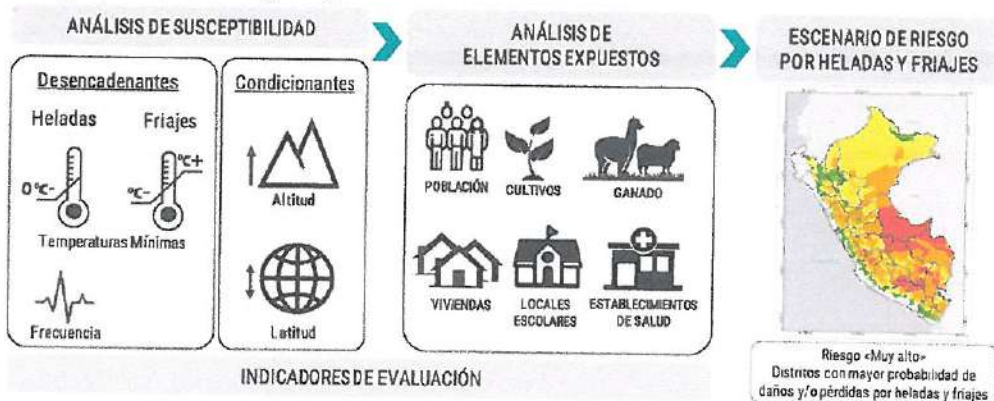 ANÁLISIS DE SUSCEPTIBILIDAD
Desencadenantes
Heladas
Friajes
0°C-
°C+
°C-
Temperaturas Mínimas
Frecuencia
Condicionantes
Altitud
Latitud
INDICADORES DE EVALUACIÓN
ANÁLISIS DE
ELEMENTOS EXPUESTOS
POBLACIÓN
CULTIVOS
GANADO
VIVIENDAS
LOCALES
ESCOLARES
ESTABLECIMIENTOS
DE SALUD
ESCENARIO DE RIESGO
POR HELADAS Y FRIAJES
Riesgo «Muy alto»
Distritos con mayor probabilidad de
daños y/o pérdidas por heladas y friajes